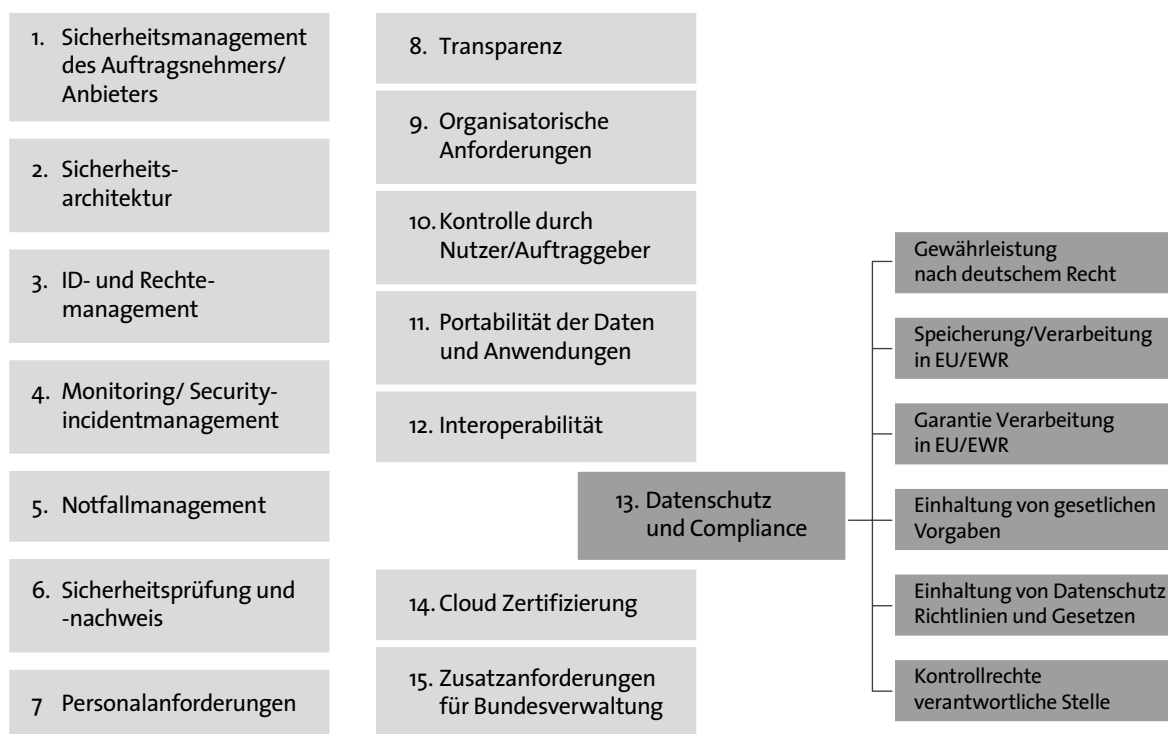 1. Sicherheitsmanagement
des Auftragsnehmers/
Anbieters
2. Sicherheits-
architektur
3. ID- und Rechte-
management
4. Monitoring/ Security-
incidentmanagement
5. Notfallmanagement
6. Sicherheitsprüfung und
-nachweis
7 Personalanforderungen
8. Transparenz
9. Organisatorische
Anforderungen
10. Kontrolle durch
Nutzer/Auftraggeber
11. Portabilität der Daten
und Anwendungen
12. Interoperabilität
13. Datenschutz
und Compliance
14. Cloud Zertifizierung
15. Zusatzanforderungen
für Bundesverwaltung
Gewährleistung
nach deutschem Recht
Speicherung/Verarbeitung
in EU/EWR
Garantie Verarbeitung
in EU/EWR
Einhaltung von gesetlichen
Vorgaben
Einhaltung von Datenschutz
Richtlinien und Gesetzen
Kontrollrechte
verantwortliche Stelle